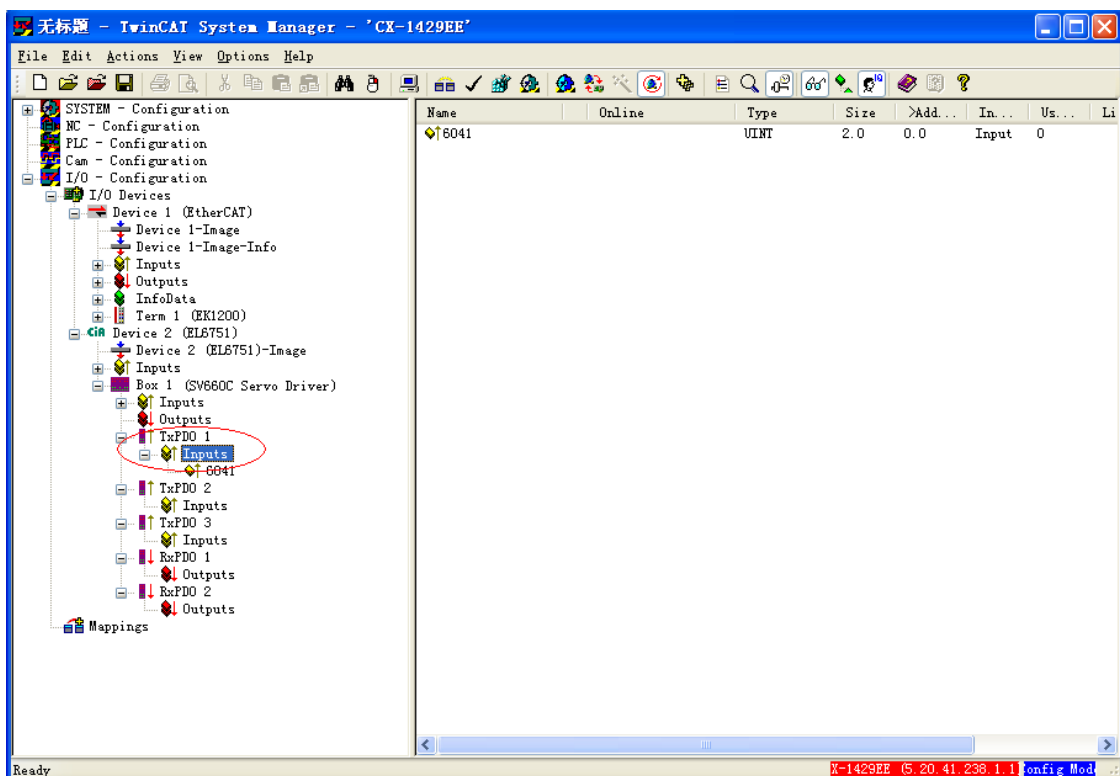 无标题 - TwinCAT System Manager - 'CX-1429EE'
File Edit Actions View Options Help
SYSTEM - Configuration
NC - Configuration
PLC - Configuration
Cam - Configuration
I/O - Configuration
I/O Devices
Device 1 (EtherCAT)
Device 1-Image
Device 1-Image-Info
Inputs
Outputs
InfoData
Term 1 (EK1200)
CiA Device 2 (EL6751)
Device 2 (EL6751)-Image
Inputs
Box 1 (SV660C Servo Driver)
Inputs
Outputs
TxPDO 1
Inputs
6041
TxPDO 2
Inputs
TxPDO 3
Inputs
RxPDO 1
Outputs
RxPDO 2
Outputs
Mappings
Name Online Type Size >Add... In... Us... Li
6041 UINT 2.0 0.0 Input 0
Ready X-1429EE (5.20.41.238.1.1) onfig Mod